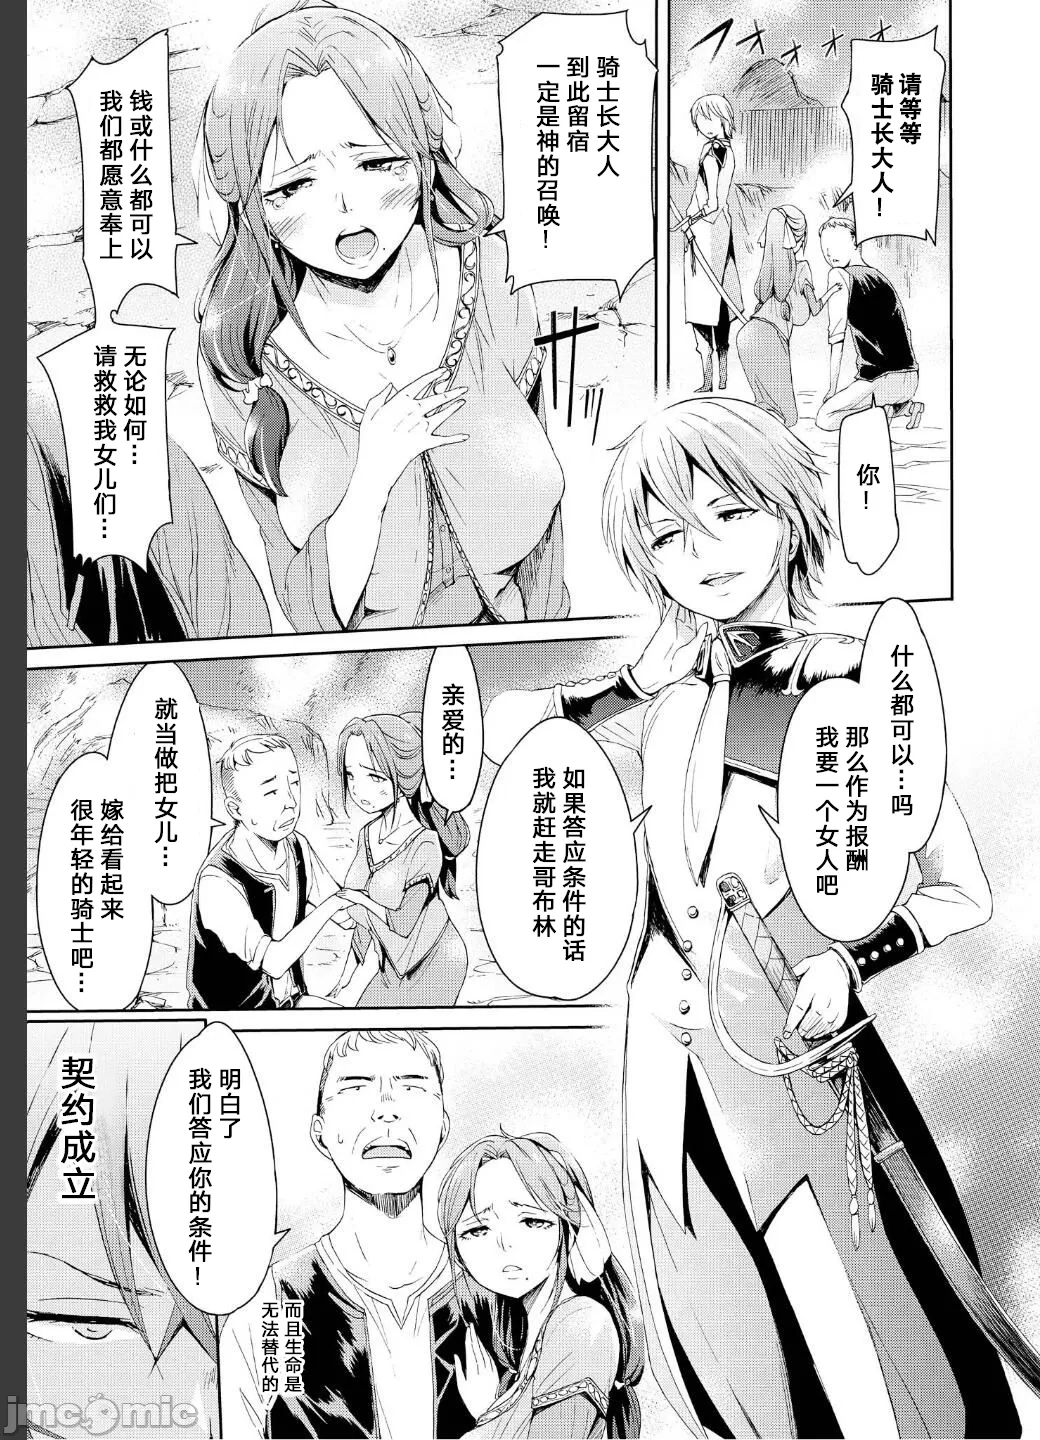 请等等
骑士长大人！
你！
骑士长大人
到此留宿
一定是神的召唤！
钱或什么都可以
我们都愿意奉上
无论如何…
请救救我女儿们…
什么都可以…吗
那么作为报酬
我要一个女人吧
如果答应条件的话
我就赶走哥布林
亲爱的…
就当做把女儿…
嫁给看起来
很年轻的骑士吧…
明白了
我们答应你的条件！
而且生命是
无法替代的！
契约成立
jmcomic